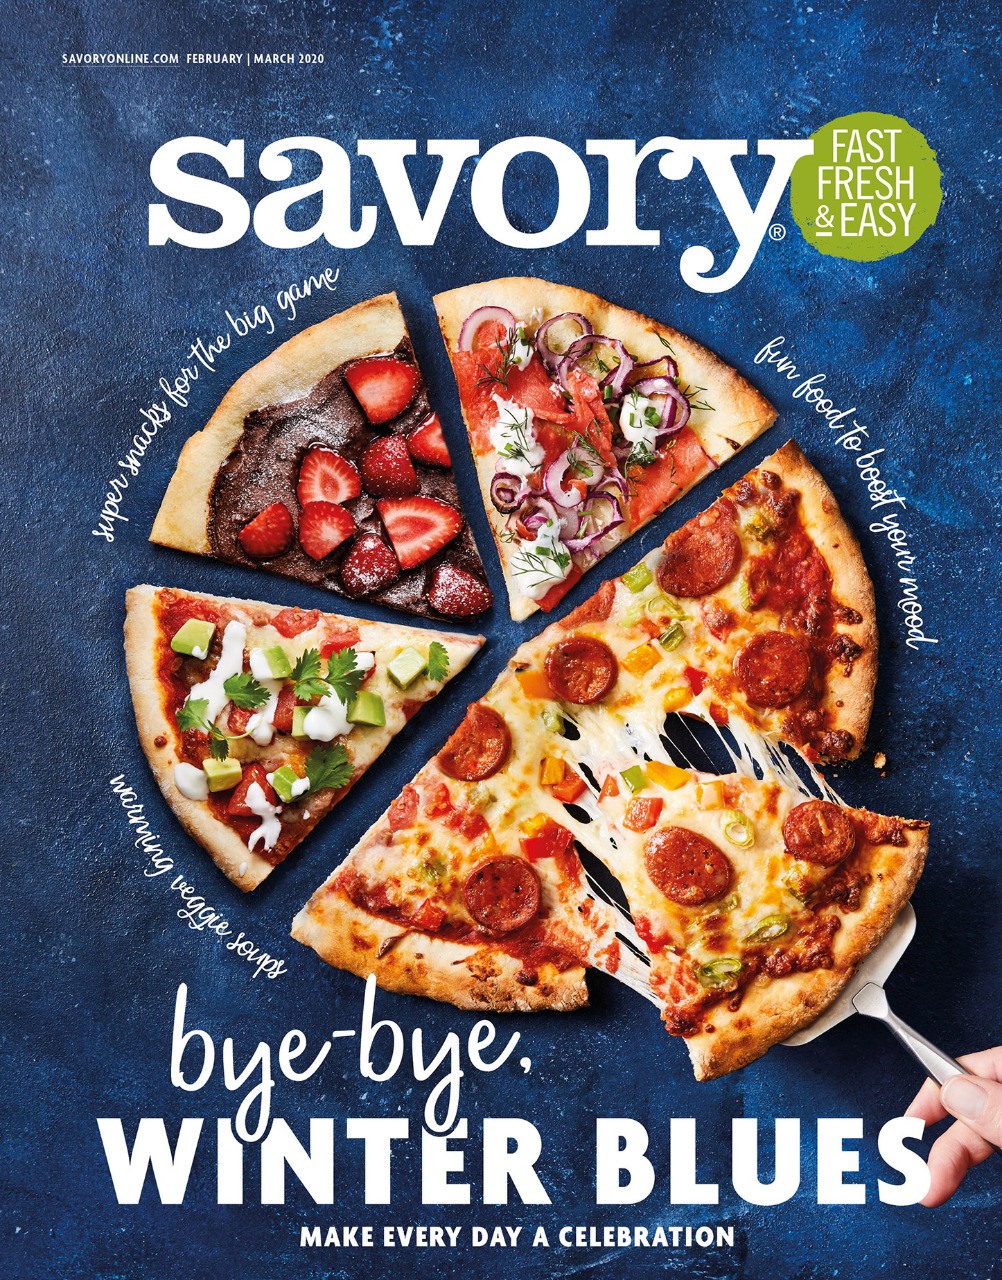 SAVORYONLINE.COM FEBRUARY | MARCH 2020
savory®
FAST
FRESH
& EASY
super snacks for the big game
fun food to boost your mood
warming veggie soups
bye-bye,
WINTER BLUES
MAKE EVERY DAY A CELEBRATION